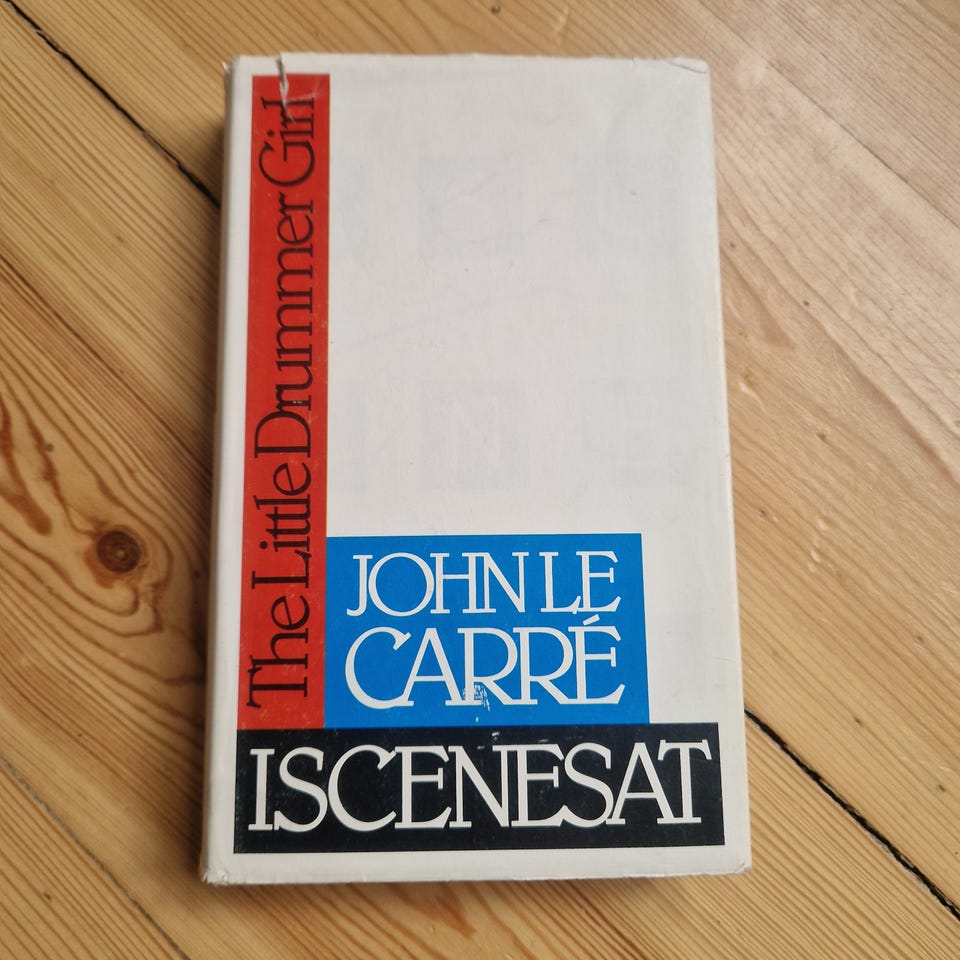 The Little Drummer Girl
JOHN LE
CARRÉ
ISCENESAT